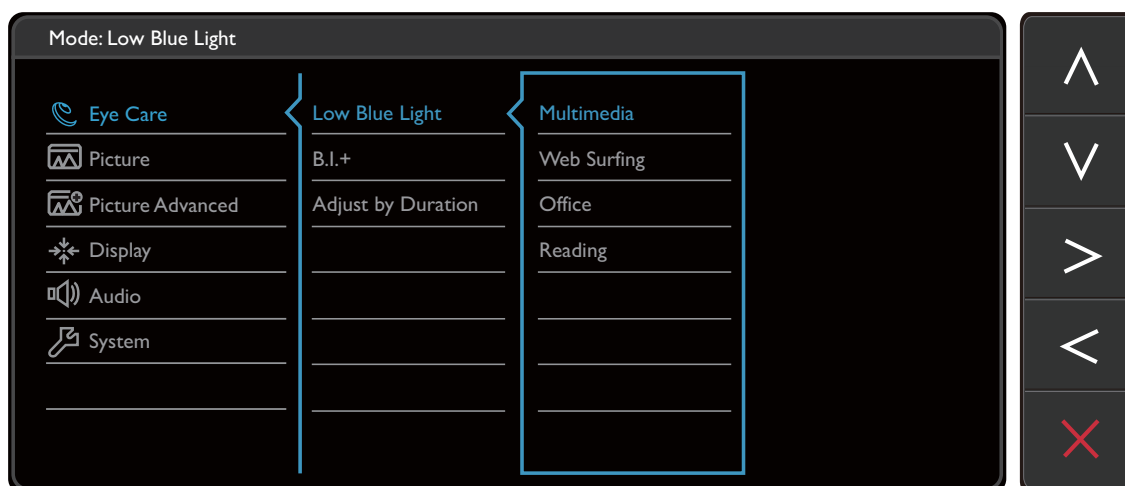 Mode: Low Blue Light
Eye Care
Picture
Picture Advanced
Display
Audio
System
Low Blue Light
B.I.+
Adjust by Duration
Multimedia
Web Surfing
Office
Reading